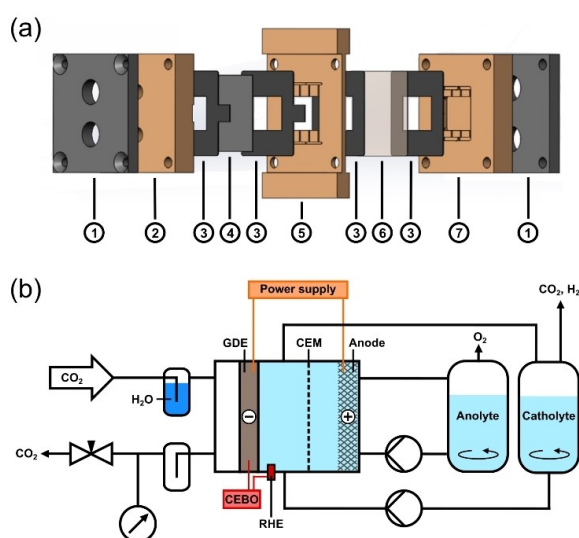 (a)
① ② ③ ④ ③ ⑤ ③ ⑥ ③ ⑦ ①
(b)
Power supply
CO₂, H₂
GDE CEM Anode
O₂
CO₂
H₂O
Anolyte
Catholyte
CO₂
CEBO
RHE